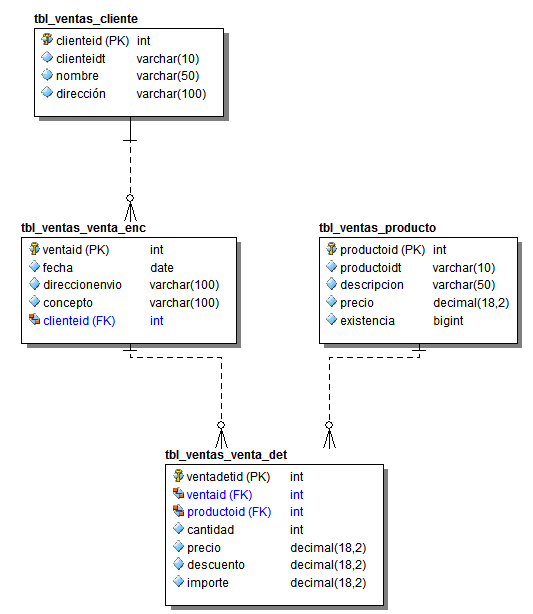 tbl_ventas_cliente
clienteid (PK) int
clienteidt varchar(10)
nombre varchar(50)
dirección varchar(100)
tbl_ventas_venta_enc
ventaid (PK) int
fecha date
direccionenvio varchar(100)
concepto varchar(100)
clienteid (FK) int
tbl_ventas_producto
productoid (PK) int
productoidt varchar(10)
descripcion varchar(50)
precio decimal(18,2)
existencia bigint
tbl_ventas_venta_det
ventadetid (PK) int
ventaid (FK) int
productoid (FK) int
cantidad int
precio decimal(18,2)
descuento decimal(18,2)
importe decimal(18,2)